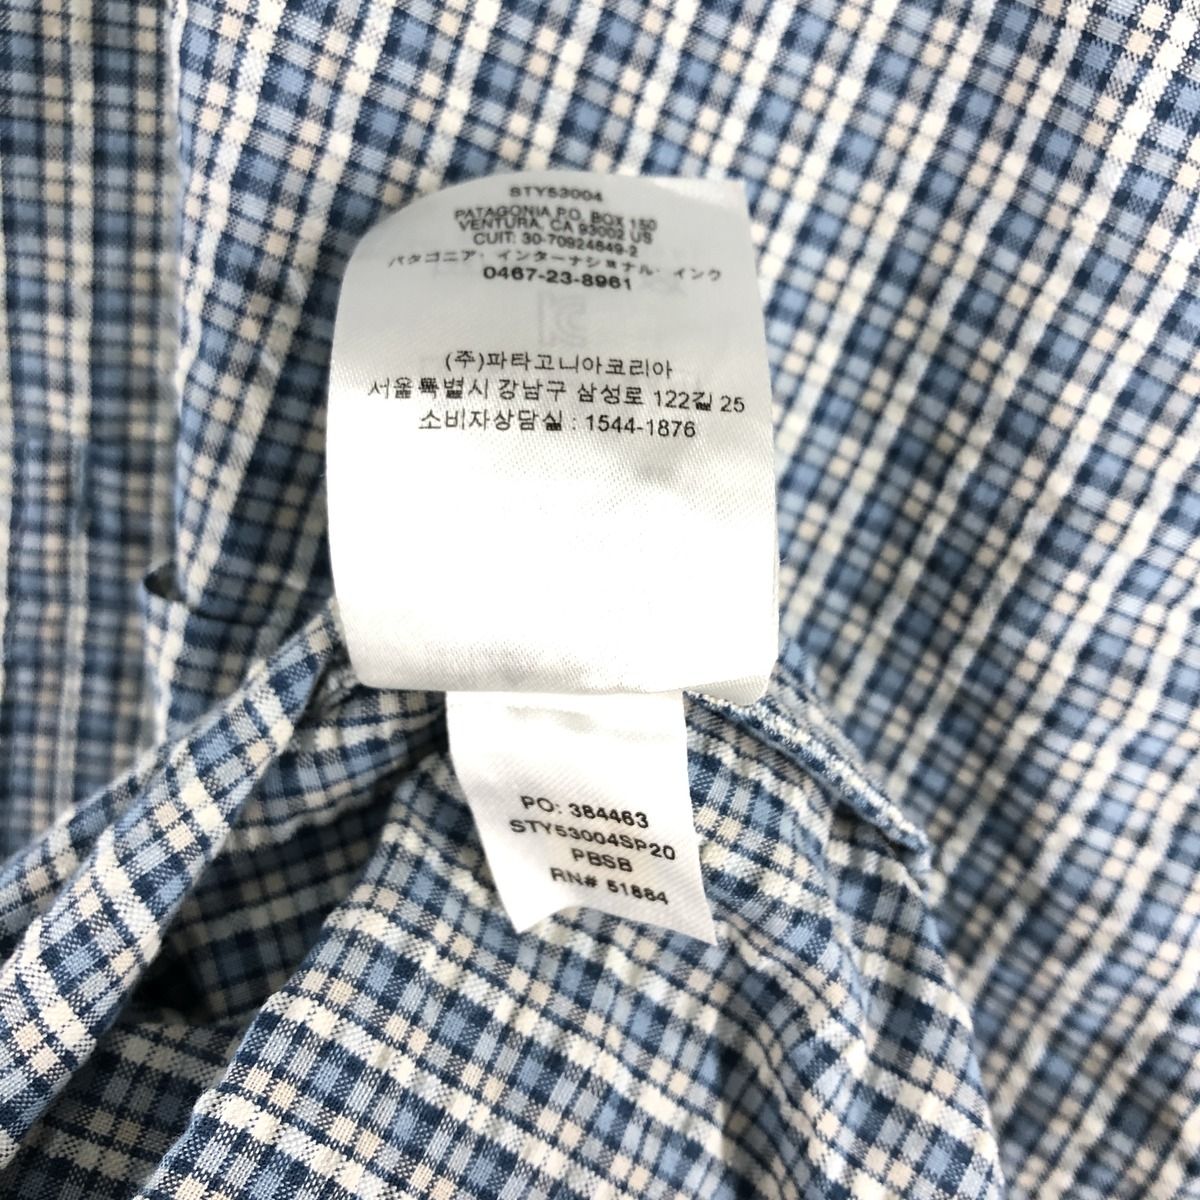 STY53004
PATAGONIA P.O. BOX 150
VENTURA, CA 93002 US
CUIT: 30-70924849-2
パタゴニア・インターナショナル・インク
0467-23-8961
(주)파타고니아코리아
서울특별시 강남구 삼성로 122길 25
소비자상담실 : 1544-1876
PO: 384463
STY53004SP20
PBSB
RN# 51884